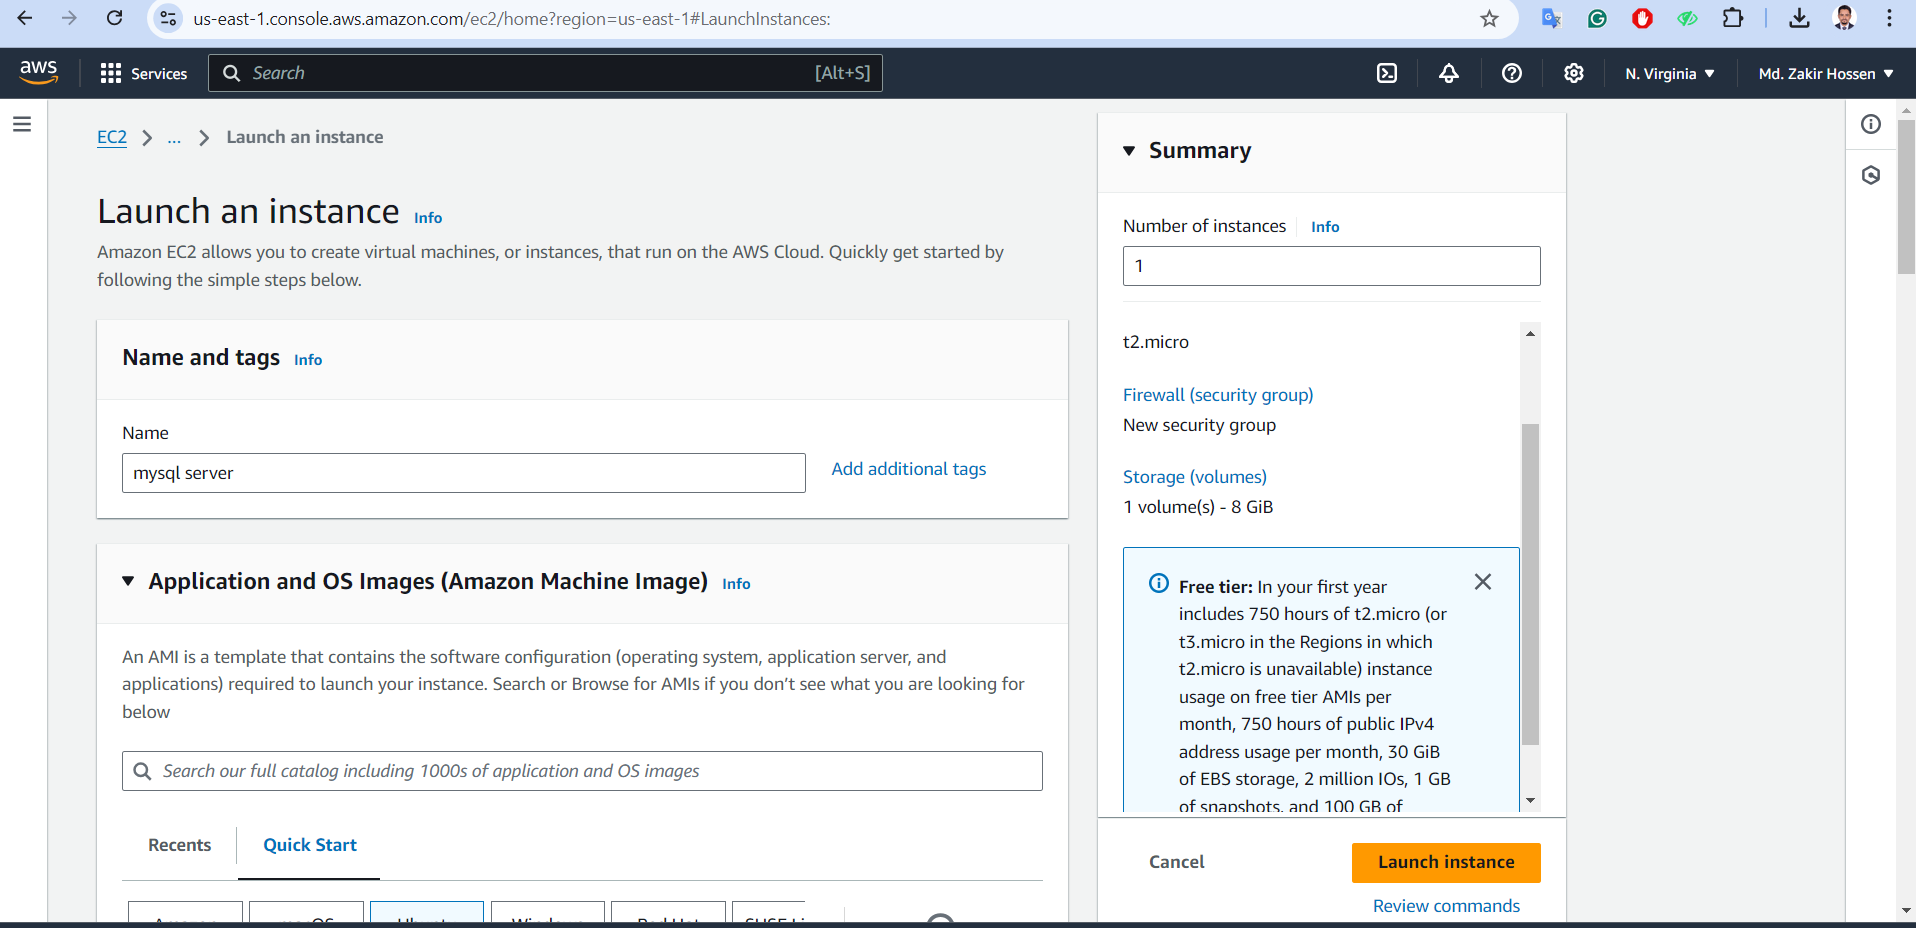 us-east-1.console.aws.amazon.com/ec2/home?region=us-east-1#LaunchInstances:
aws
Services
Search
[Alt+S]
N. Virginia
Md. Zakir Hossen
EC2
...
Launch an instance
Launch an instance Info
Amazon EC2 allows you to create virtual machines, or instances, that run on the AWS Cloud. Quickly get started by
following the simple steps below.
Name and tags Info
Name
mysql server
Add additional tags
Application and OS Images (Amazon Machine Image) Info
An AMI is a template that contains the software configuration (operating system, application server, and
applications) required to launch your instance. Search or Browse for AMIs if you don’t see what you are looking for
below
Search our full catalog including 1000s of application and OS images
Recents
Quick Start
Amazon
macOS
Ubuntu
Windows
Red Hat
SUSE Li
Summary
Number of instances Info
1
t2.micro
Firewall (security group)
New security group
Storage (volumes)
1 volume(s) - 8 GiB
Free tier: In your first year
includes 750 hours of t2.micro (or
t3.micro in the Regions in which
t2.micro is unavailable) instance
usage on free tier AMIs per
month, 750 hours of public IPv4
address usage per month, 30 GiB
of EBS storage, 2 million IOs, 1 GB
of snapshots, and 100 GB of
Cancel
Launch instance
Review commands